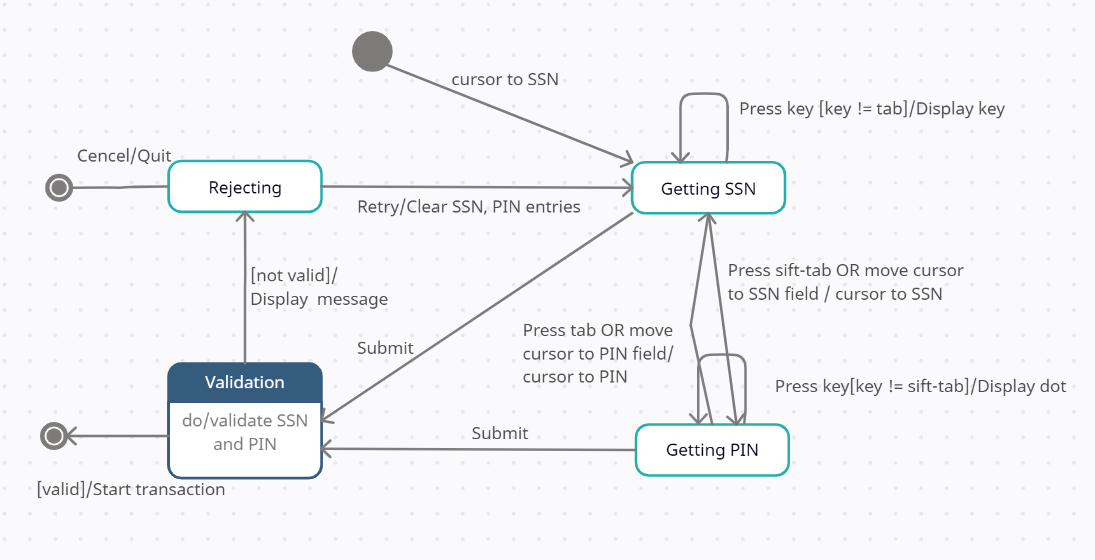 cursor to SSN
Press key [key != tab]/Display key
Cencel/Quit
Rejecting
Getting SSN
Retry/Clear SSN, PIN entries
[not valid]/
Display  message
Press sift-tab OR move cursor
to SSN field / cursor to SSN
Press tab OR move
cursor to PIN field/
cursor to PIN
Submit
Validation
do/validate SSN
and PIN
Press key[key != sift-tab]/Display dot
Submit
Getting PIN
[valid]/Start transaction